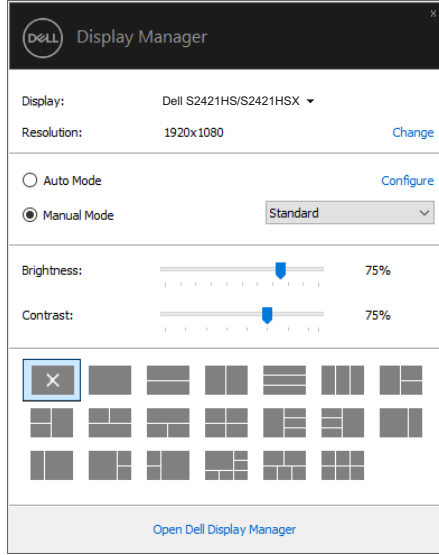 DELL Display Manager x
Display: Dell S2421HS/S2421HSX
Resolution: 1920x1080 Change
Auto Mode Configure
Manual Mode Standard
Brightness: 75%
Contrast: 75%
Open Dell Display Manager